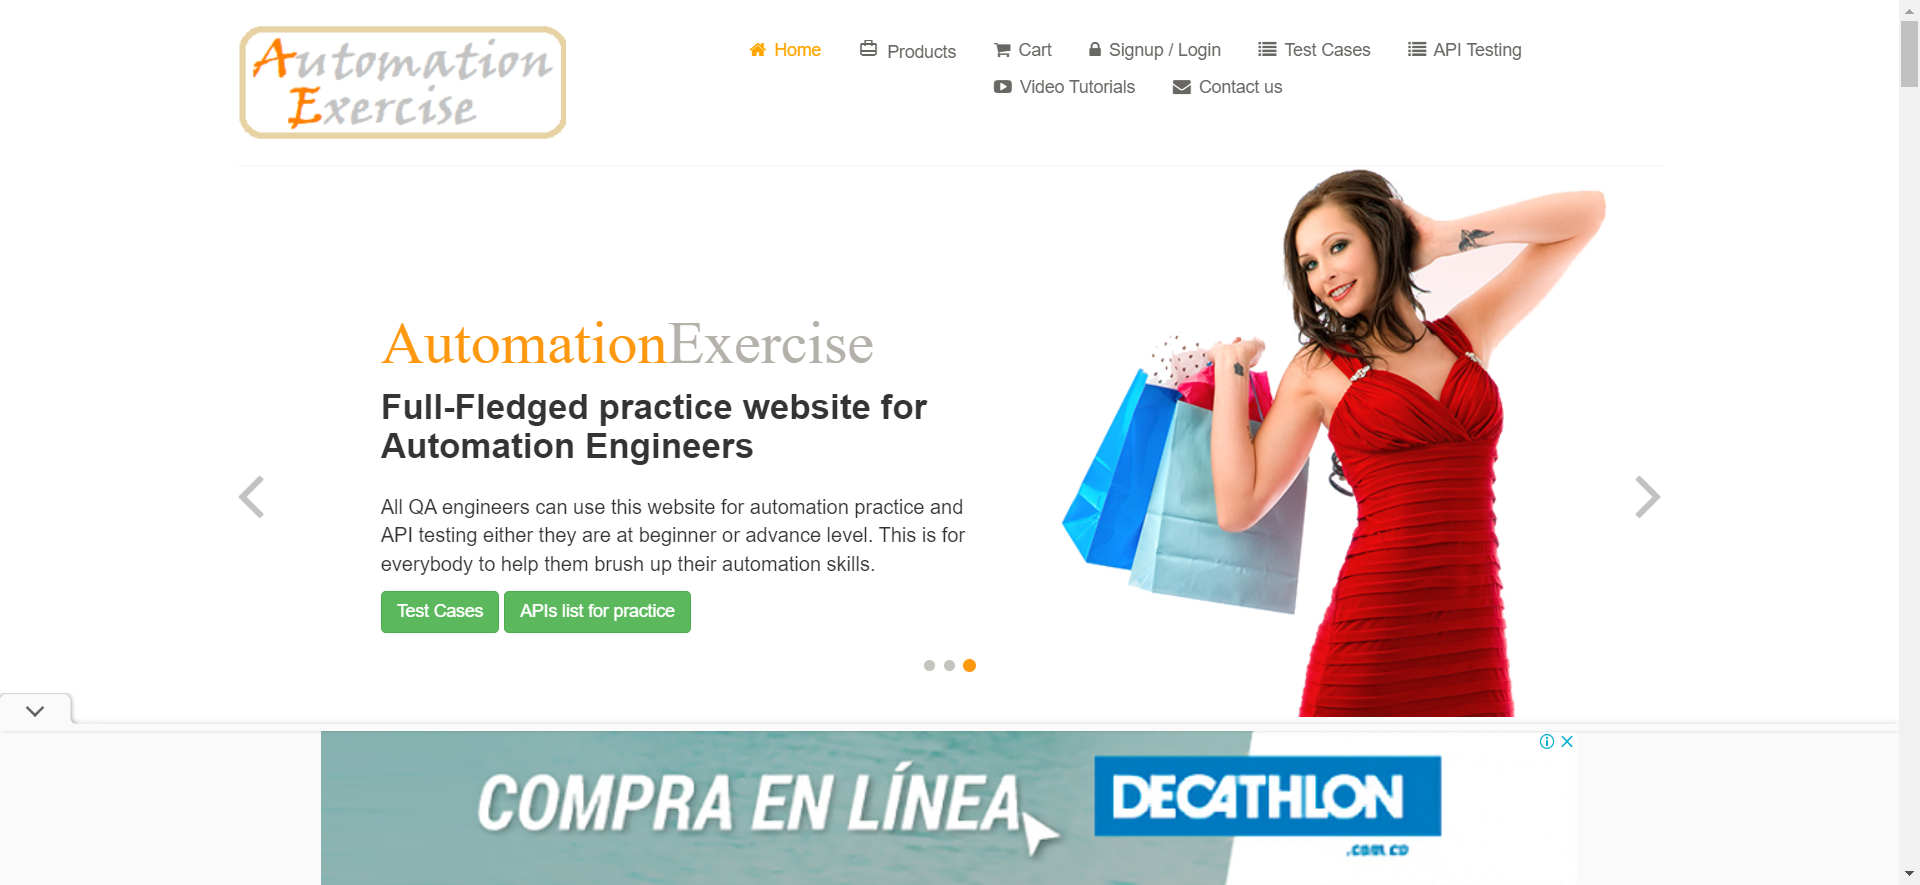 Automation
Exercise
Home
Products
Cart
Signup / Login
Test Cases
API Testing
Video Tutorials
Contact us
AutomationExercise
Full-Fledged practice website for
Automation Engineers
All QA engineers can use this website for automation practice and
API testing either they are at beginner or advance level. This is for
everybody to help them brush up their automation skills.
Test Cases
APIs list for practice
COMPRA EN LÍNEA
DECATHLON
.com.co